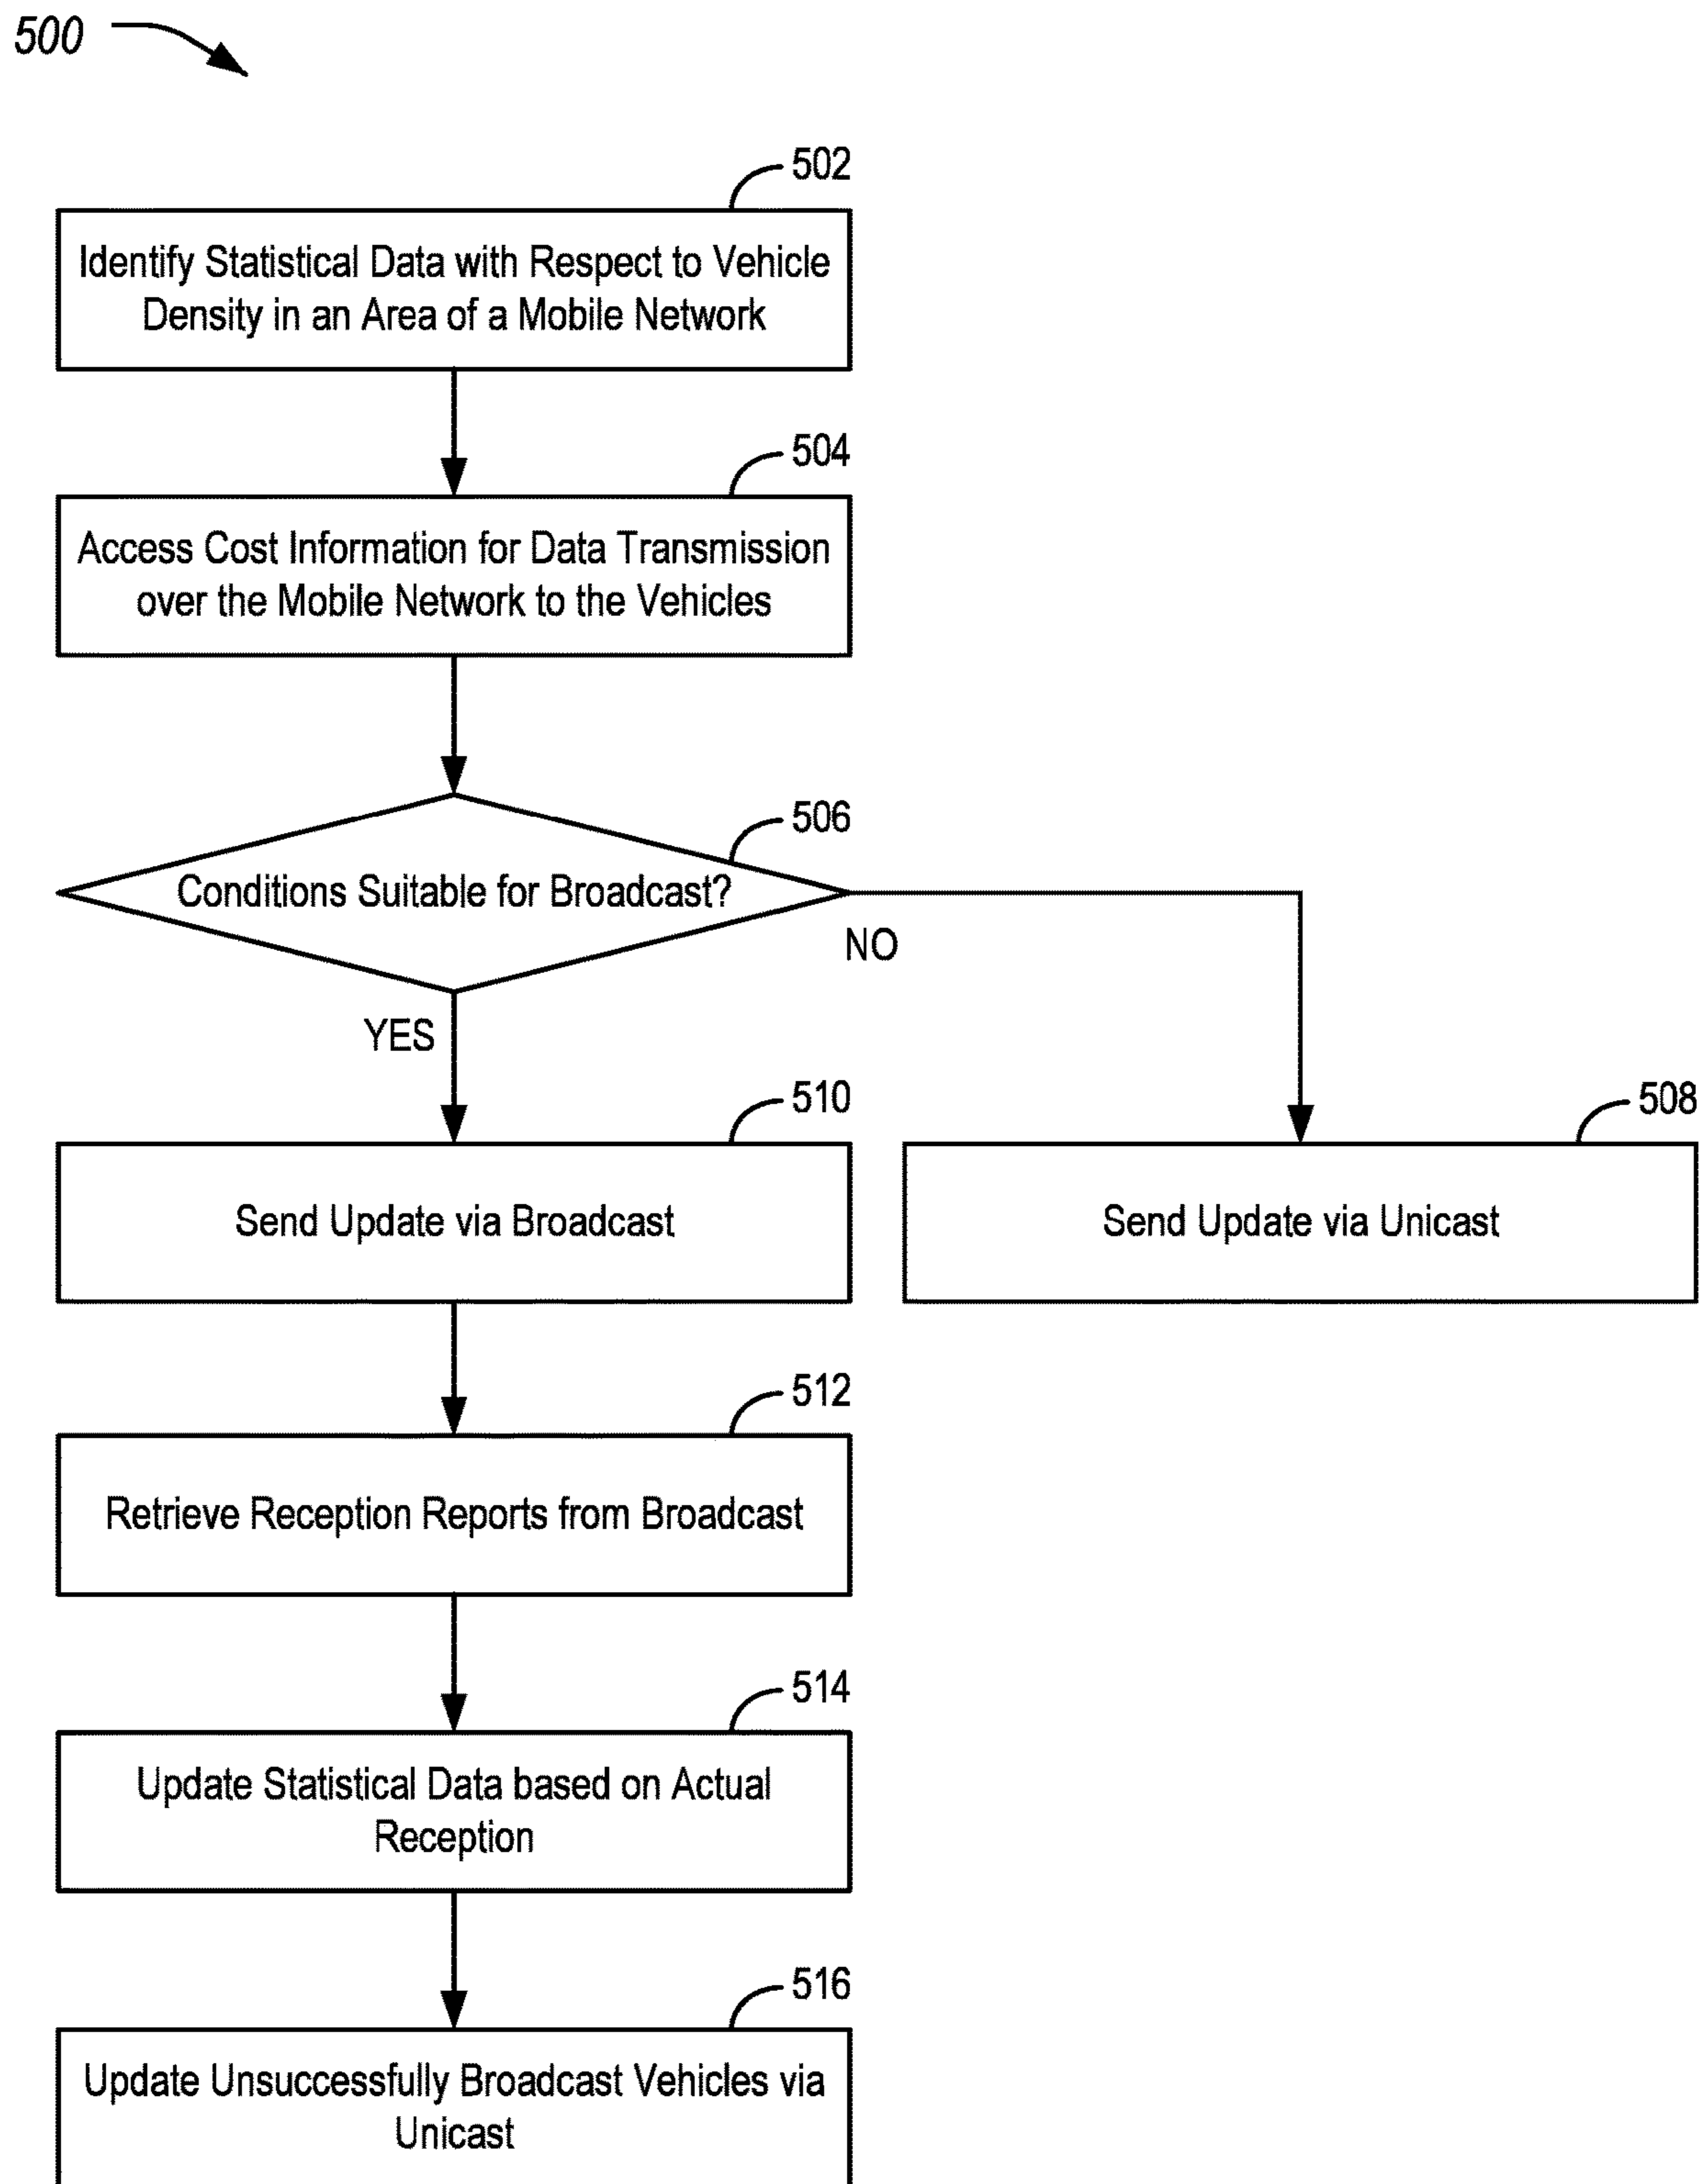 500
502
Identify Statistical Data with Respect to Vehicle
Density in an Area of a Mobile Network
504
Access Cost Information for Data Transmission
over the Mobile Network to the Vehicles
506
Conditions Suitable for Broadcast?
NO
YES
510
508
Send Update via Broadcast
Send Update via Unicast
512
Retrieve Reception Reports from Broadcast
514
Update Statistical Data based on Actual
Reception
516
Update Unsuccessfully Broadcast Vehicles via
Unicast